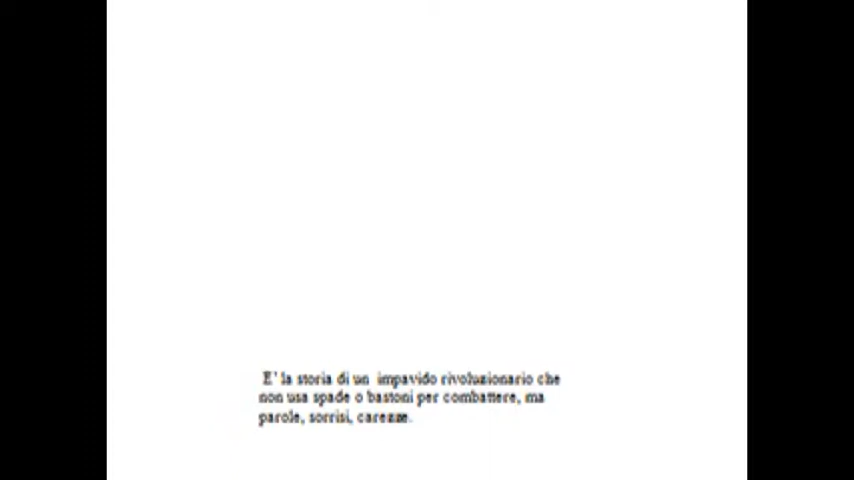 E' la storia di un impavido rivoluzionario che
non usa spade o bastoni per combattere, ma
parole, sorrisi, carezze.